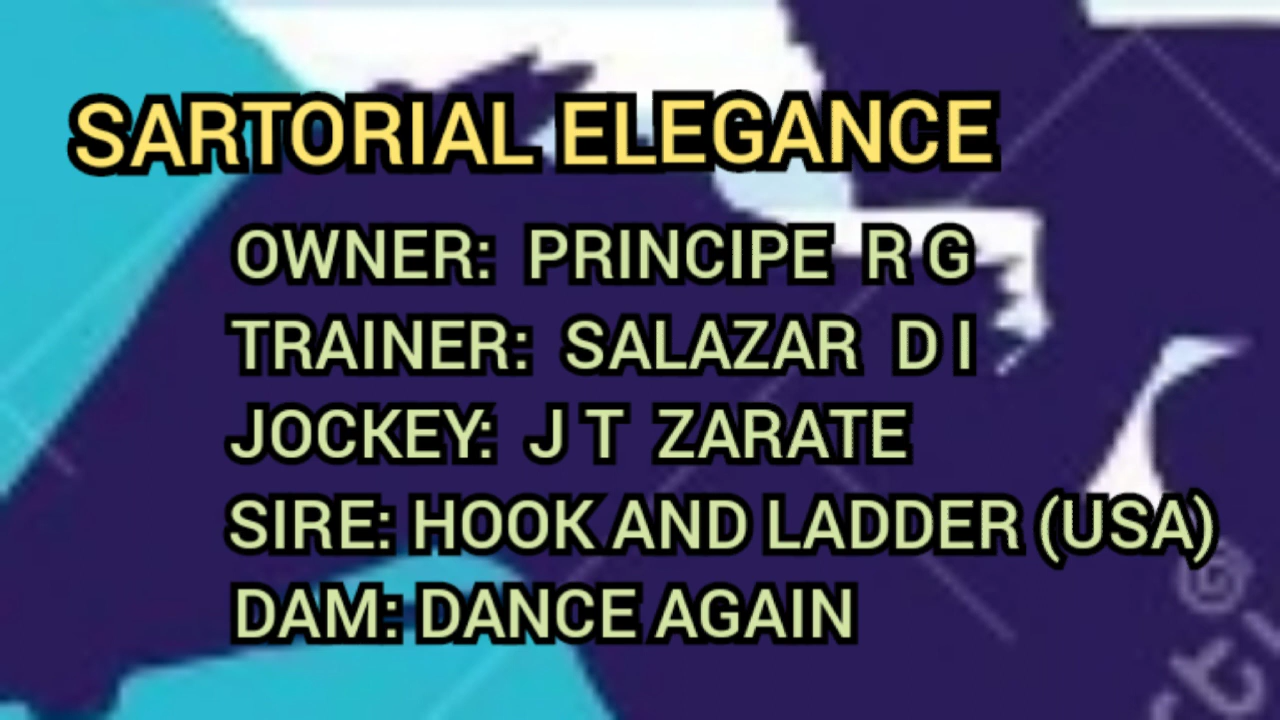 SARTORIAL ELEGANCE
OWNER: PRINCIPE R G
TRAINER: SALAZAR D I
JOCKEY: J T ZARATE
SIRE: HOOK AND LADDER (USA)
DAM: DANCE AGAIN